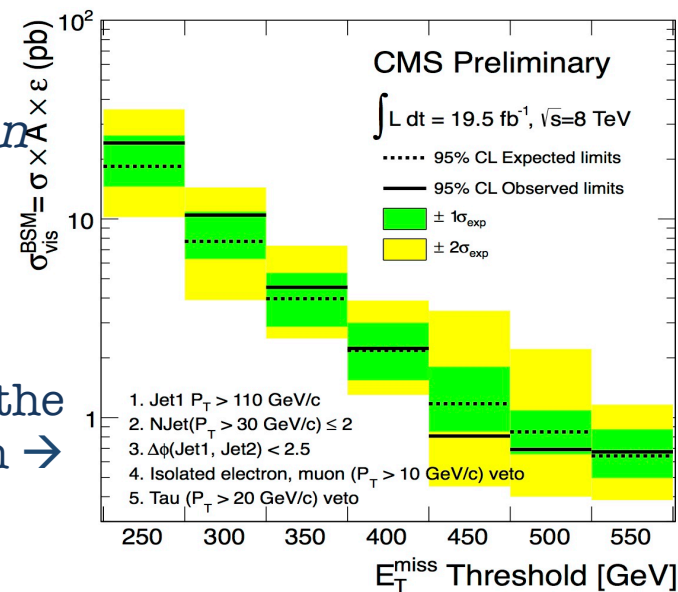 10²
CMS Preliminary
∫L dt = 19.5 fb⁻¹, √s=8 TeV
95% CL Expected limits
95% CL Observed limits
± 1σexp
± 2σexp
σvisBSM = σ × A × ε (pb)
n
10
the
n →
1
1. Jet1 PT > 110 GeV/c
2. NJet(PT > 30 GeV/c) ≤ 2
3. Δϕ(Jet1, Jet2) < 2.5
4. Isolated electron, muon (PT > 10 GeV/c) veto
5. Tau (PT > 20 GeV/c) veto
250 300 350 400 450 500 550
ETmiss Threshold [GeV]